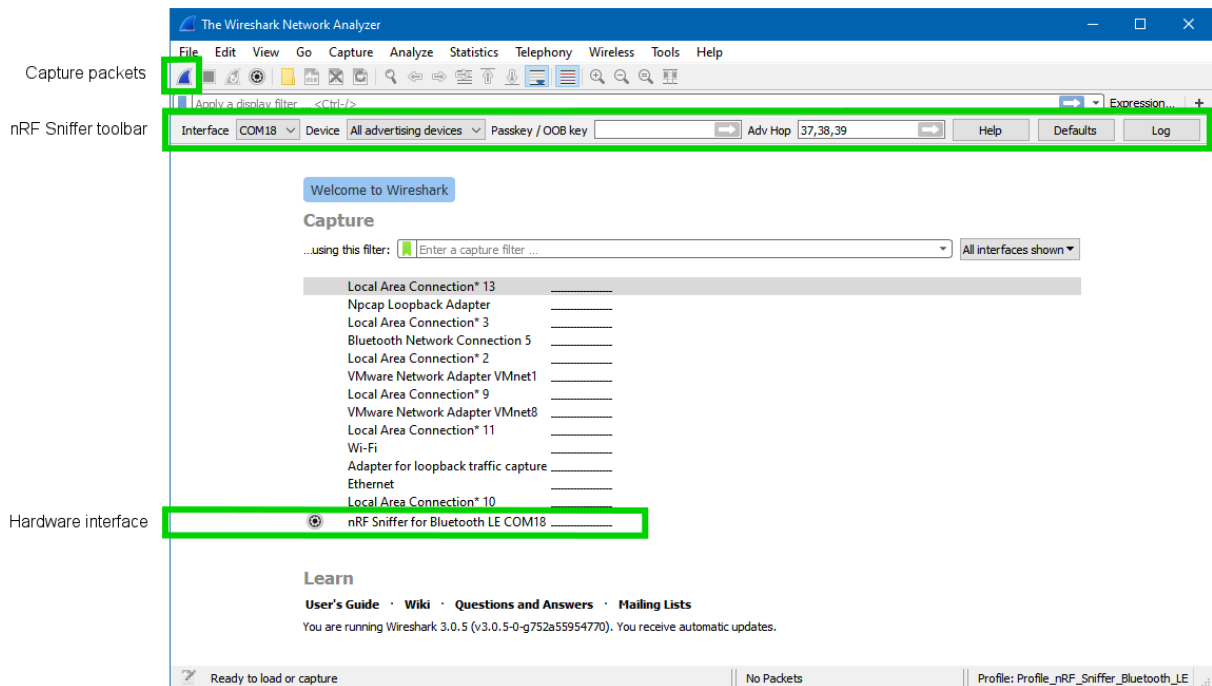 The Wireshark Network Analyzer
File Edit View Go Capture Analyze Statistics Telephony Wireless Tools Help
Capture packets
Apply a display filter ... <Ctrl-/> Expression... +
nRF Sniffer toolbar
Interface COM18 Device All advertising devices Passkey / OOB key Adv Hop 37,38,39 Help Defaults Log
Welcome to Wireshark
Capture
...using this filter: Enter a capture filter ... All interfaces shown
Local Area Connection* 13
Npcap Loopback Adapter
Local Area Connection* 3
Bluetooth Network Connection 5
Local Area Connection* 2
VMware Network Adapter VMnet1
Local Area Connection* 9
VMware Network Adapter VMnet8
Local Area Connection* 11
Wi-Fi
Adapter for loopback traffic capture
Ethernet
Local Area Connection* 10
Hardware interface
nRF Sniffer for Bluetooth LE COM18
Learn
User's Guide · Wiki · Questions and Answers · Mailing Lists
You are running Wireshark 3.0.5 (v3.0.5-0-g752a55954770). You receive automatic updates.
Ready to load or capture No Packets Profile: Profile_nRF_Sniffer_Bluetooth_LE